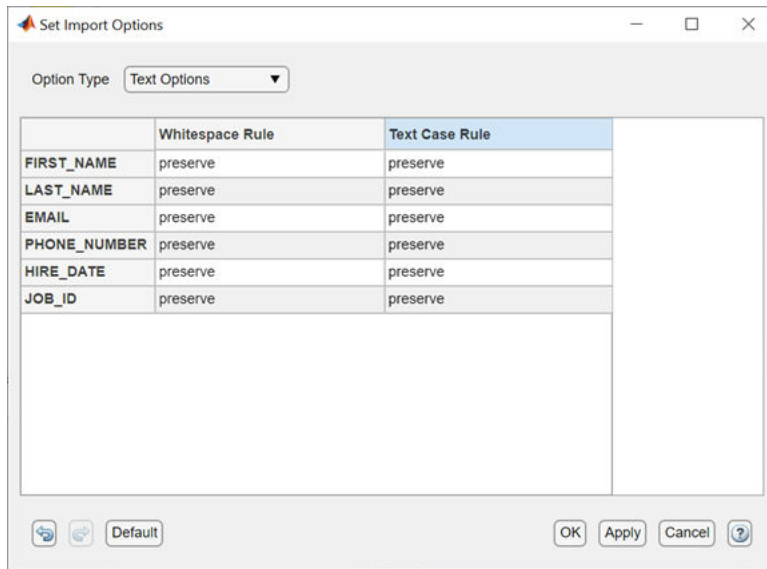 Set Import Options
Option Type Text Options
Whitespace Rule Text Case Rule
FIRST_NAME preserve preserve
LAST_NAME preserve preserve
EMAIL preserve preserve
PHONE_NUMBER preserve preserve
HIRE_DATE preserve preserve
JOB_ID preserve preserve
Default OK Apply Cancel ?